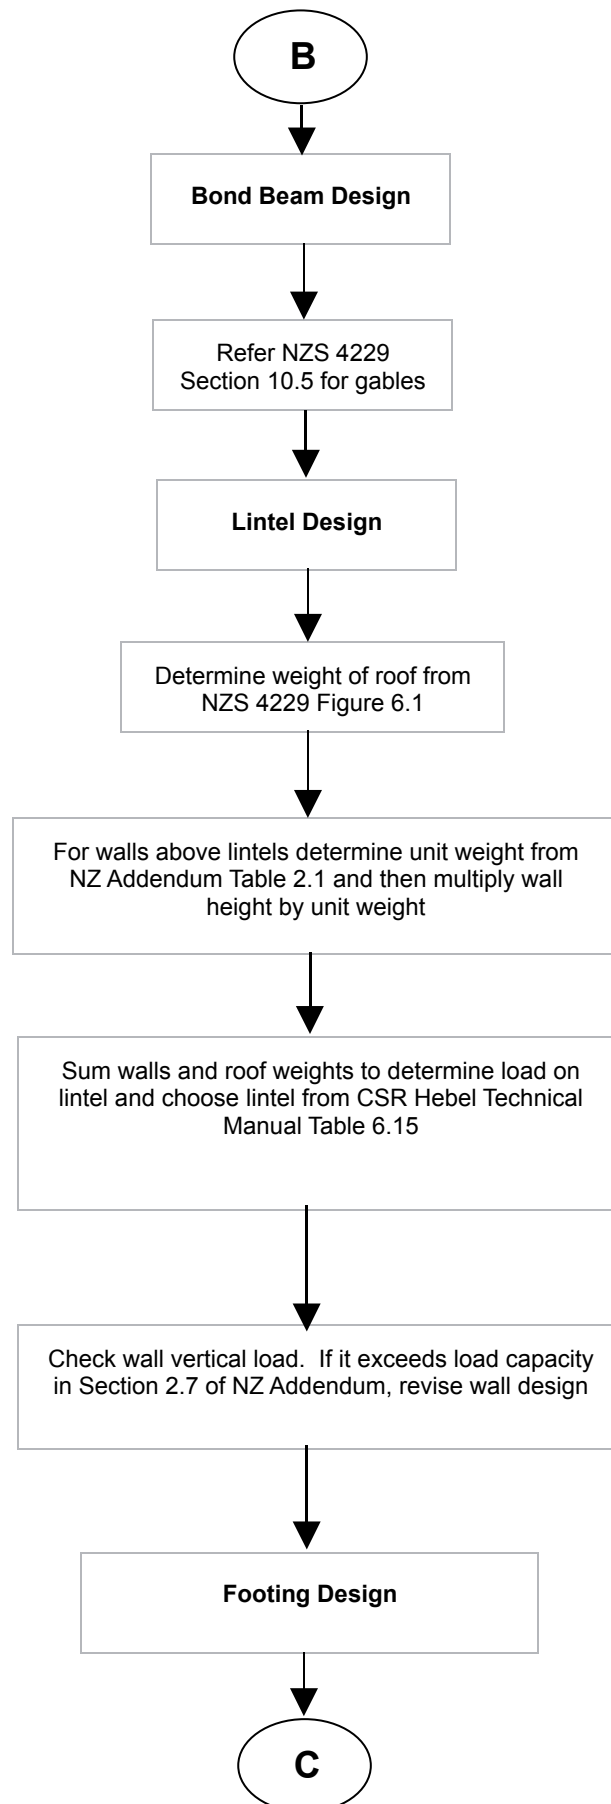 B
Bond Beam Design
Refer NZS 4229
Section 10.5 for gables
Lintel Design
Determine weight of roof from
NZS 4229 Figure 6.1
For walls above lintels determine unit weight from
NZ Addendum Table 2.1 and then multiply wall
height by unit weight
Sum walls and roof weights to determine load on
lintel and choose lintel from CSR Hebel Technical
Manual Table 6.15
Check wall vertical load.  If it exceeds load capacity
in Section 2.7 of NZ Addendum, revise wall design
Footing Design
C